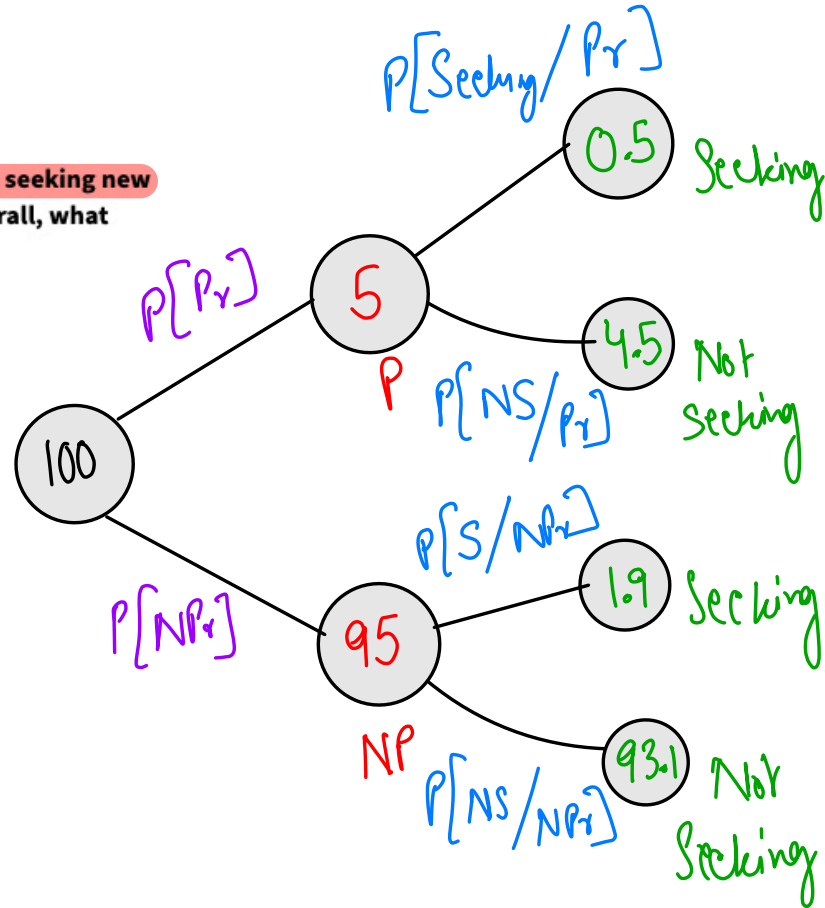 P[Seeking/Pr]
0.5 Seeking
seeking new
rall, what
P[Pr]
5
P
4.5 Not
seeking
P[NS/Pr]
100
P[S/NPr]
1.9 Seeking
P[NPr]
95
NP
93.1 Not
Seeking
P[NS/NPr]